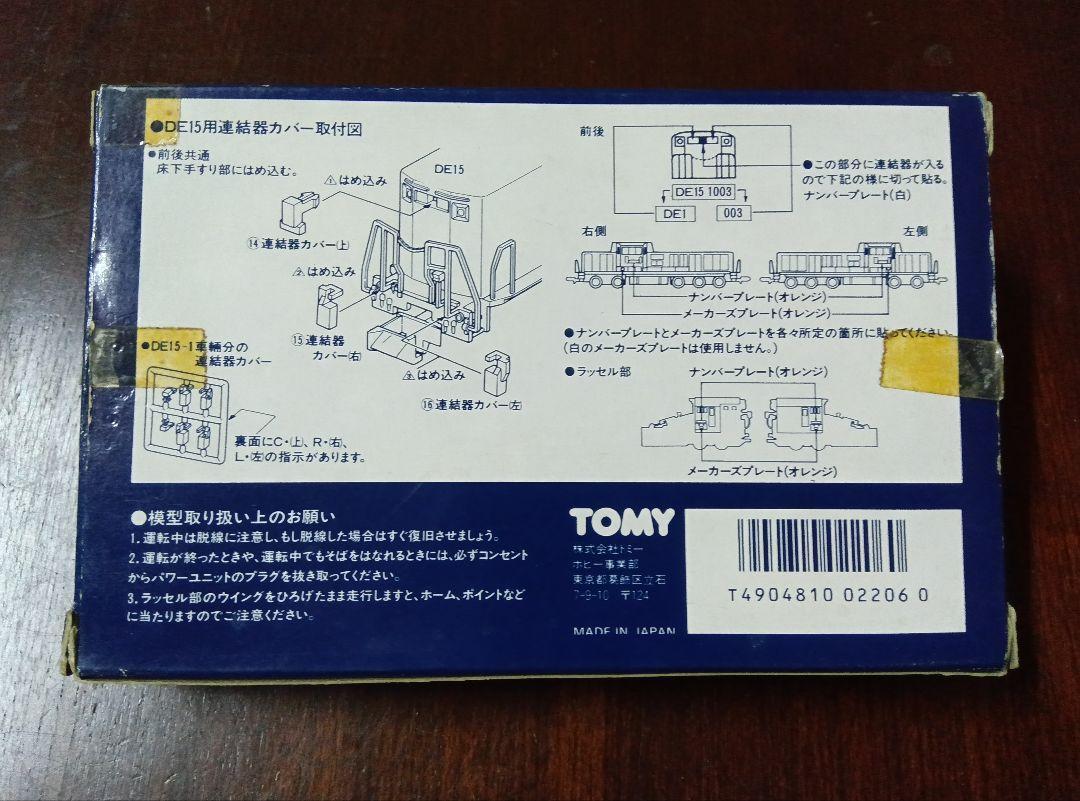 ●DE15用連結器カバー取付図
●前後共通
床下手すり部にはめ込む。
DE15
⚠はめ込み
⑭連結器カバー(上)
はめ込み
⑮連結器
カバー(右)
はめ込み
⑯連結器カバー(左)
●DE15-1車輛分の
連結器カバー
裏面にC・(上)、R・(右)、
L・(左)の指示があります。
前後
DE15 1003
DE1
003
●この部分に連結器が入る
ので下記の様に切って貼る。
ナンバープレート(白)
右側
左側
ナンバープレート(オレンジ)
メーカーズプレート(オレンジ)
●ナンバープレートとメーカーズプレートを各々所定の箇所に貼ってください。
(白のメーカーズプレートは使用しません。)
●ラッセル部
ナンバープレート(オレンジ)
メーカーズプレート(オレンジ)
●模型取り扱い上のお願い
1.運転中は脱線に注意し、もし脱線した場合はすぐ復旧させましょう。
2.運転が終ったときや、運転中でもそばをはなれるときには、必ずコンセント
からパワーユニットのプラグを抜き取ってください。
3.ラッセル部のウイングをひろげたまま走行しますと、ホーム、ポイントなど
に当たりますのでご注意ください。
TOMY
株式会社トミー
ホビー事業部
東京都葛飾区立石
7-9-10 〒124
MADE IN JAPAN
T4904810 02206 0